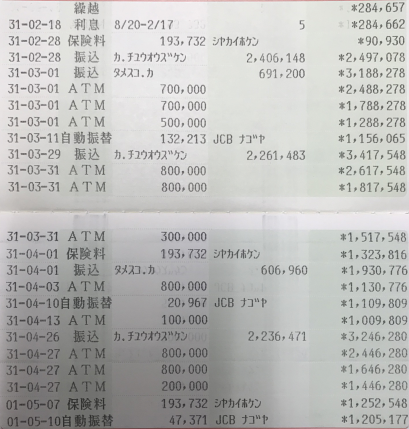 繰越 *284,657
31-02-18 利息 8/20-2/17 5 *284,662
31-02-28 保険料 193,732 シヤカイホケン *90,930
31-02-28 振込 カ.チユウオウズケン 2,406,148 *2,497,078
31-03-01 振込 タメスコ.カ 691,200 *3,188,278
31-03-01 ATM 700,000 *2,488,278
31-03-01 ATM 700,000 *1,788,278
31-03-01 ATM 500,000 *1,288,278
31-03-11自動振替 132,213 JCB ナゴヤ *1,156,065
31-03-29 振込 カ.チユウオウズケン 2,261,483 *3,417,548
31-03-31 ATM 800,000 *2,617,548
31-03-31 ATM 800,000 *1,817,548
31-03-31 ATM 300,000 *1,517,548
31-04-01 保険料 193,732 シヤカイホケン *1,323,816
31-04-01 振込 タメスコ.カ 606,960 *1,930,776
31-04-03 ATM 800,000 *1,130,776
31-04-10自動振替 20,967 JCB ナゴヤ *1,109,809
31-04-13 ATM 100,000 *1,009,809
31-04-26 振込 カ.チユウオウズケン 2,236,471 *3,246,280
31-04-27 ATM 800,000 *2,446,280
31-04-27 ATM 800,000 *1,646,280
31-04-27 ATM 200,000 *1,446,280
01-05-07 保険料 193,732 シヤカイホケン *1,252,548
01-05-10自動振替 47,371 JCB ナゴヤ *1,205,177